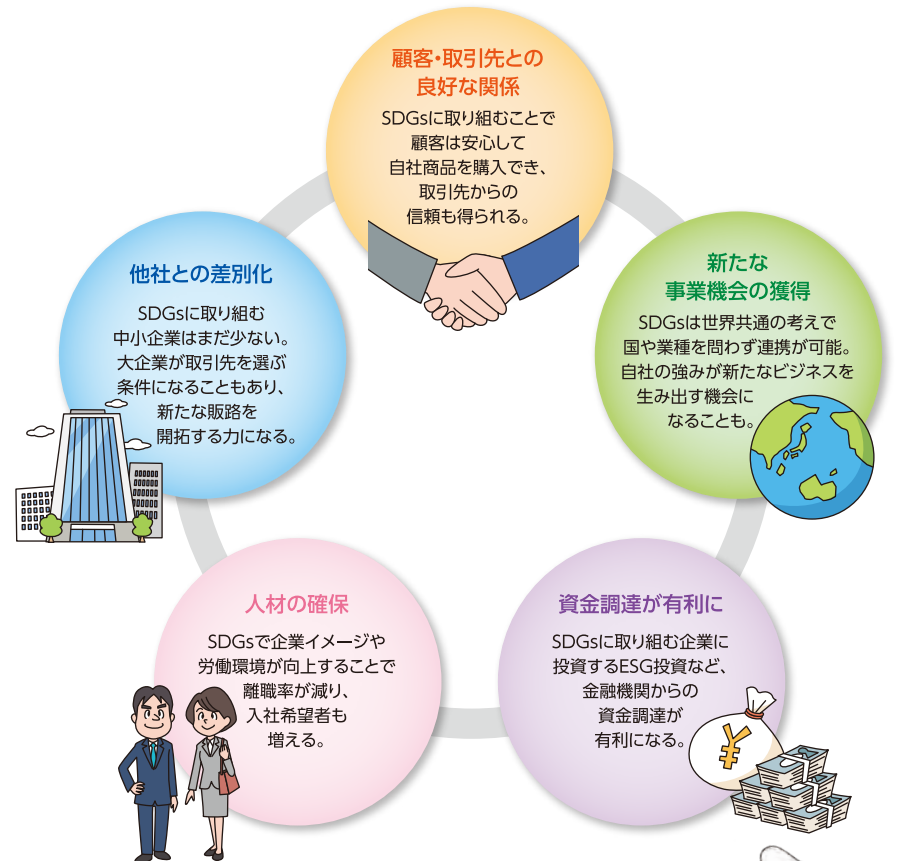 顧客・取引先との
良好な関係
SDGsに取り組むことで
顧客は安心して
自社商品を購入でき、
取引先からの
信頼も得られる。
新たな
事業機会の獲得
SDGsは世界共通の考えで
国や業種を問わず連携が可能。
自社の強みが新たなビジネスを
生み出す機会に
なることも。
資金調達が有利に
SDGsに取り組む企業に
投資するESG投資など、
金融機関からの
資金調達が
有利になる。
¥
人材の確保
SDGsで企業イメージや
労働環境が向上することで
離職率が減り、
入社希望者も
増える。
他社との差別化
SDGsに取り組む
中小企業はまだ少ない。
大企業が取引先を選ぶ
条件になることもあり、
新たな販路を
開拓する力になる。